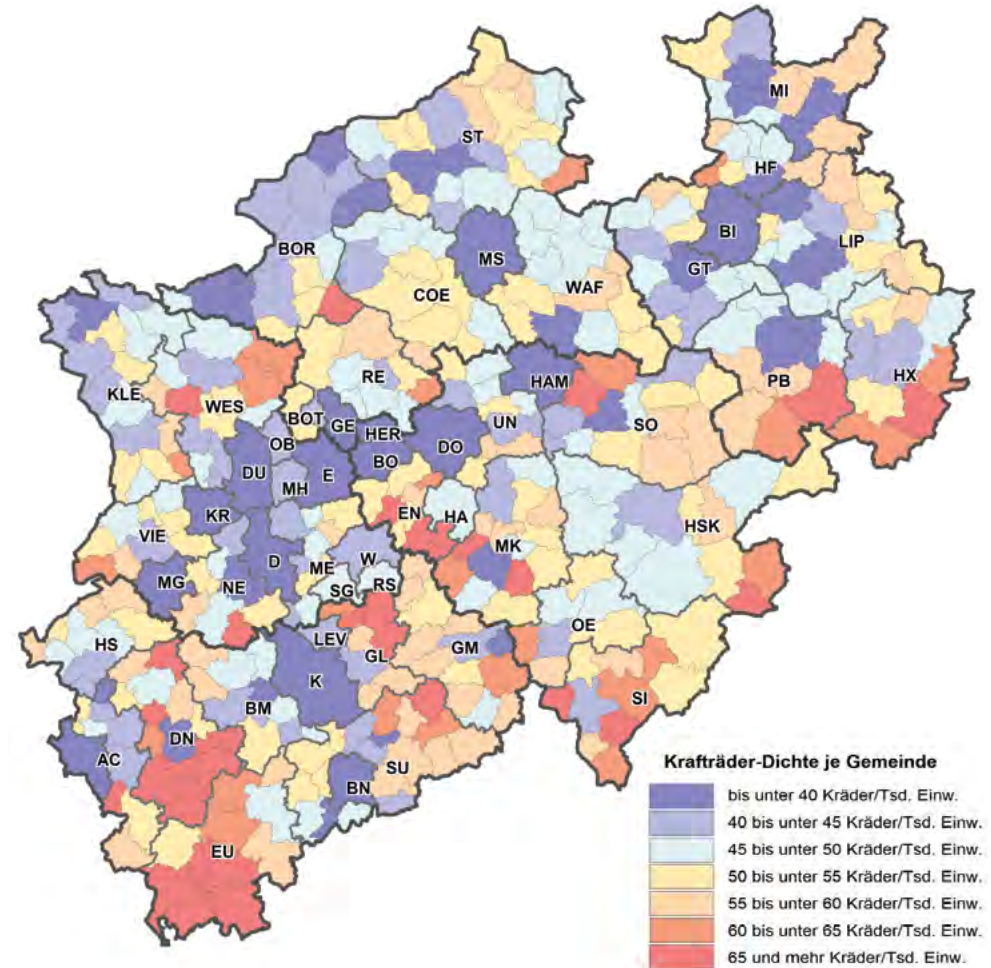 MI
ST
HF
BI
BOR
LIP
MS
GT
WAF
COE
RE
HAM
PB
HX
KLE
WES
BOT
GE
HER
UN
SO
OB
BO
DO
DU
MH
E
KR
EN
HA
HSK
VIE
MK
D
W
MG
NE
ME
SG
RS
HS
LEV
OE
GL
GM
K
SI
BM
DN
AC
SU
BN
EU
Krafträder-Dichte je Gemeinde
bis unter 40 Kräder/Tsd. Einw.
40 bis unter 45 Kräder/Tsd. Einw.
45 bis unter 50 Kräder/Tsd. Einw.
50 bis unter 55 Kräder/Tsd. Einw.
55 bis unter 60 Kräder/Tsd. Einw.
60 bis unter 65 Kräder/Tsd. Einw.
65 und mehr Kräder/Tsd. Einw.